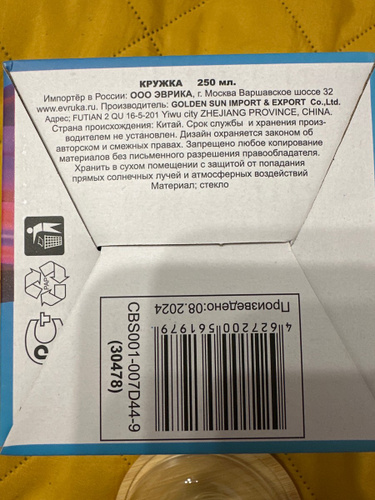 КРУЖКА 250 мл.
Импортёр в России: ООО ЭВРИКА, г. Москва Варшавское шоссе 32
www.evruka.ru. Производитель: GOLDEN SUN IMPORT & EXPORT Co.,Ltd.
Адрес; FUTIAN 2 QU 16-5-201 Yiwu city ZHEJIANG PROVINCE, CHINA.
Страна происхождения: Китай. Срок службы и хранения произ-
водителем не установлен. Дизайн охраняется законом об
авторском и смежных правах. Запрещено любое копирование
материалов без письменного разрешения правообладателя.
Хранить в сухом помещении с защитой от попадания
прямых солнечных лучей и атмосферных воздействий
Материал; стекло
PAP
Произведено:08.2024
4627200561979
CBS001-007D44-9
(30478)